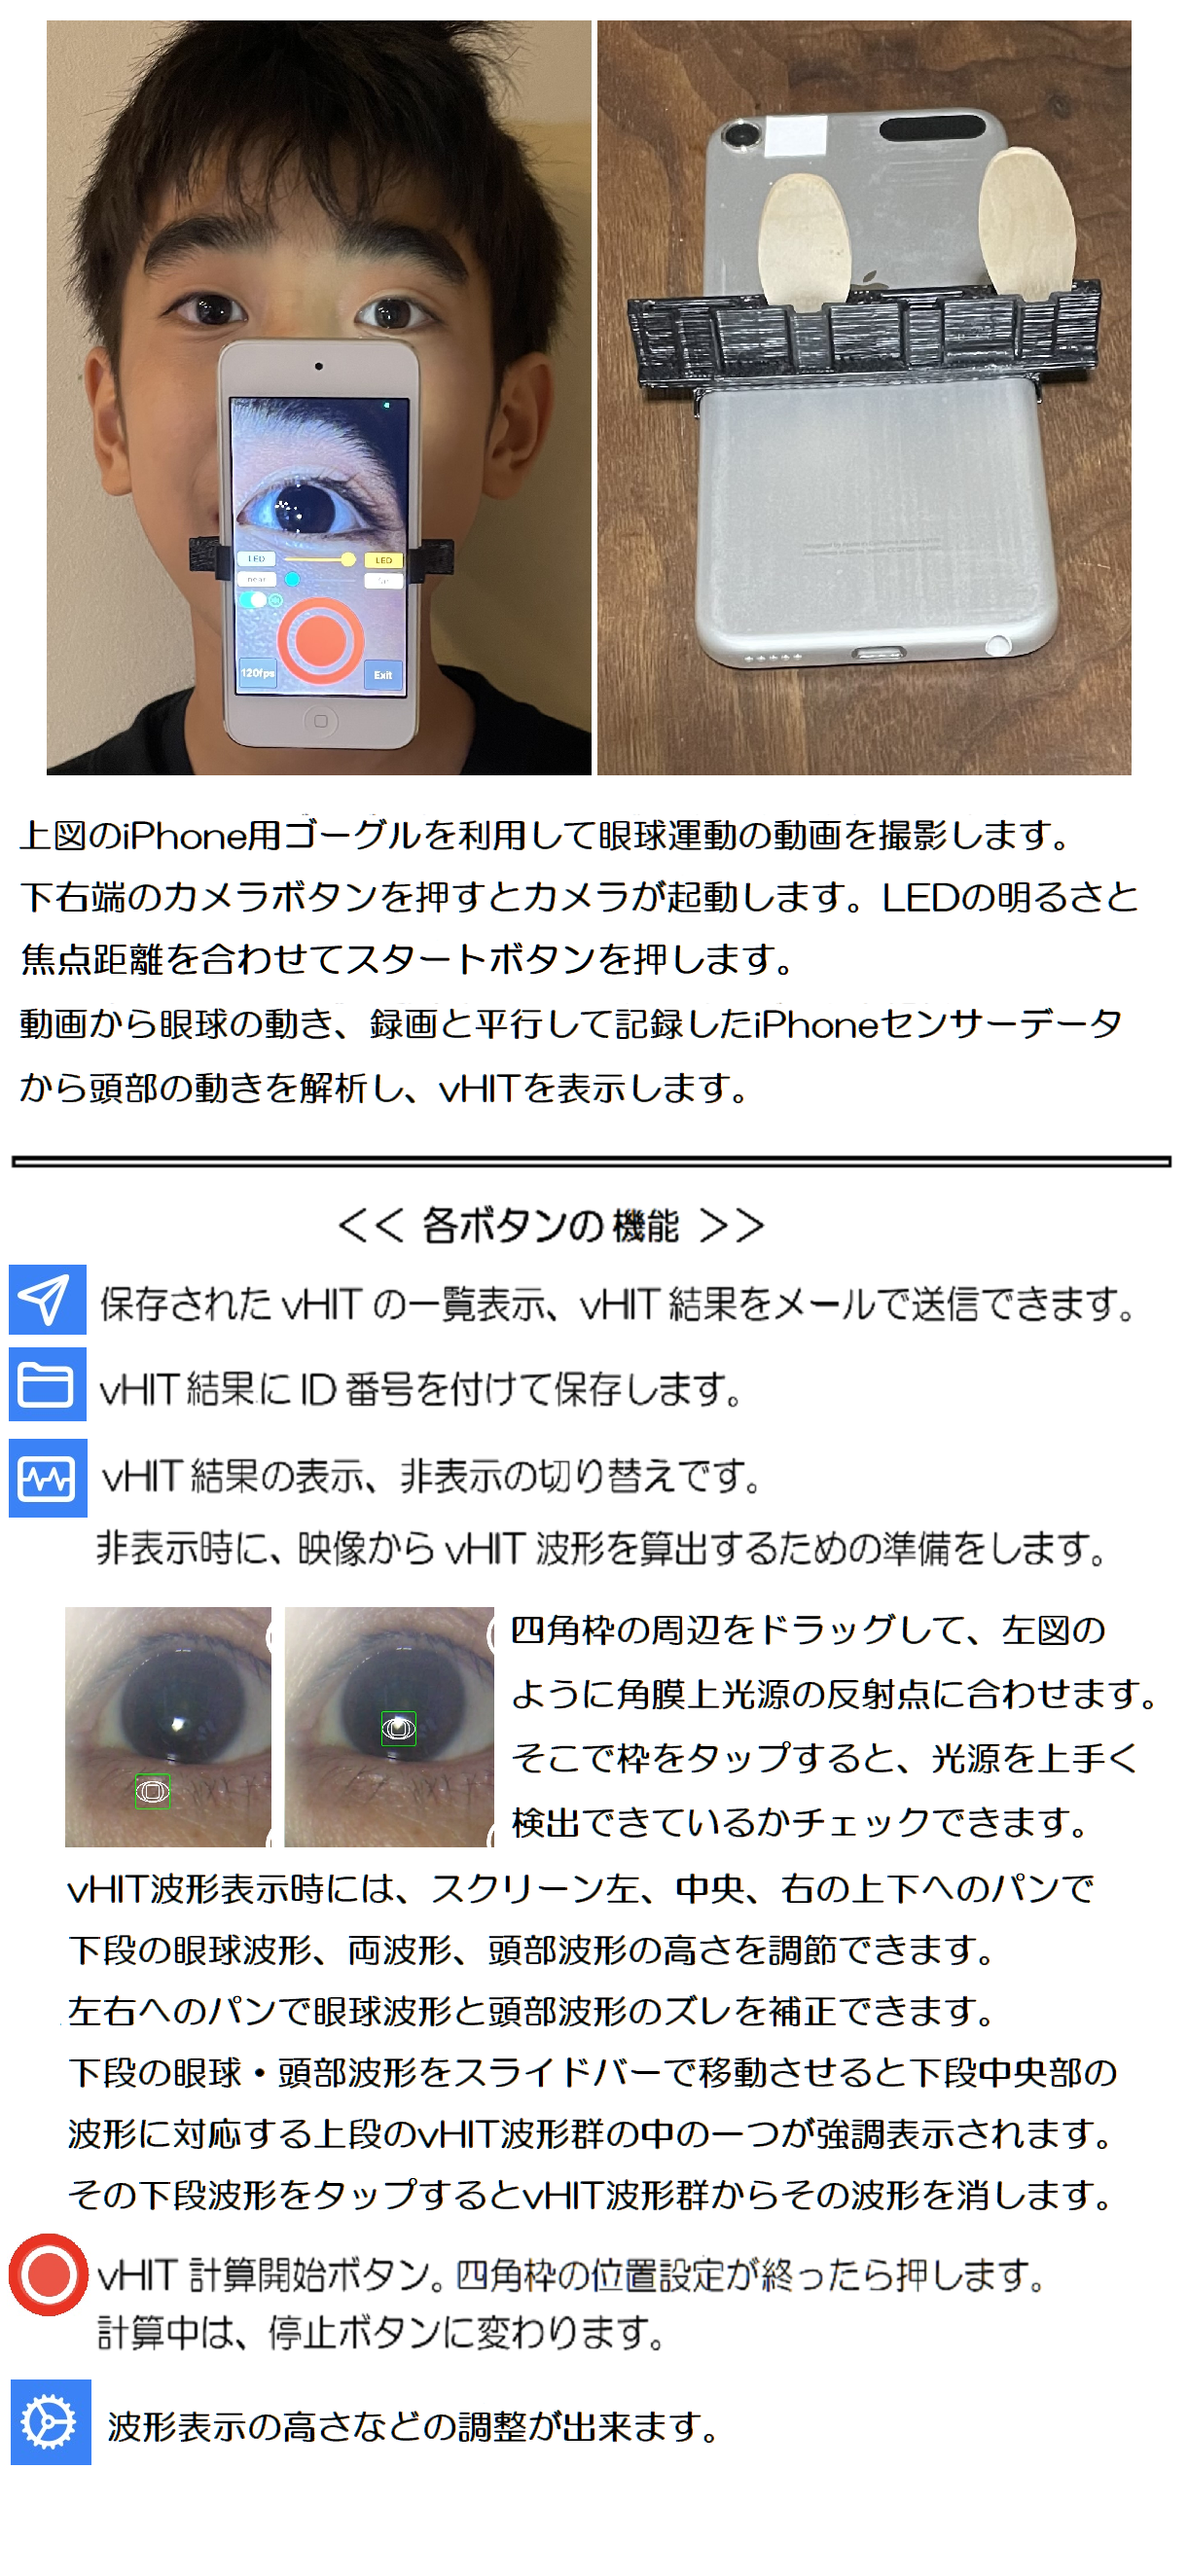 LED
LED
near
120fps
Exit
上図のiPhone用ゴーグルを利用して眼球運動の動画を撮影します。
下右端のカメラボタンを押すとカメラが起動します。LEDの明るさと
焦点距離を合わせてスタートボタンを押します。
動画から眼球の動き、録画と平行して記録したiPhoneセンサーデータ
から頭部の動きを解析し、vHITを表示します。
<< 各ボタンの機能 >>
保存された vHIT の一覧表示、vHIT 結果をメールで送信できます。
vHIT 結果に ID 番号を付けて保存します。
vHIT 結果の表示、非表示の切り替えです。
非表示時に、映像から vHIT 波形を算出するための準備をします。
四角枠の周辺をドラッグして、左図の
ように角膜上光源の反射点に合わせます。
そこで枠をタップすると、光源を上手く
検出できているかチェックできます。
vHIT波形表示時には、スクリーン左、中央、右の上下へのパンで
下段の眼球波形、両波形、頭部波形の高さを調節できます。
左右へのパンで眼球波形と頭部波形のズレを補正できます。
下段の眼球・頭部波形をスライドバーで移動させると下段中央部の
波形に対応する上段のvHIT波形群の中の一つが強調表示されます。
その下段波形をタップするとvHIT波形群からその波形を消します。
vHIT 計算開始ボタン。四角枠の位置設定が終ったら押します。
計算中は、停止ボタンに変わります。
波形表示の高さなどの調整が出来ます。